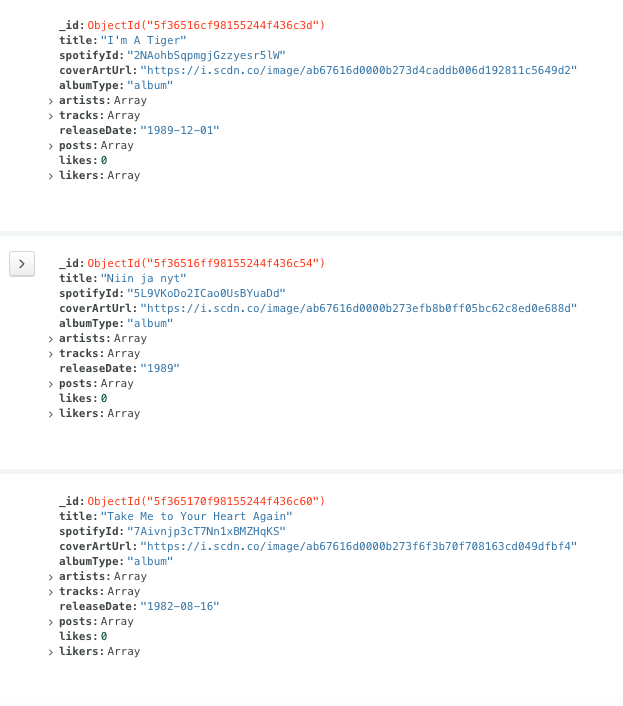 _id: ObjectId("5f36516cf98155244f436c3d")
title: "I'm A Tiger"
spotifyId: "2NAohbSqpmgjGzzyesr5lW"
coverArtUrl: "https://i.scdn.co/image/ab67616d0000b273d4caddb006d192811c5649d2"
albumType: "album"
> artists: Array
> tracks: Array
releaseDate: "1989-12-01"
> posts: Array
likes: 0
> likers: Array
_id: ObjectId("5f36516ff98155244f436c54")
title: "Niin ja nyt"
spotifyId: "5L9VKoDo2ICao0UsBYuaDd"
coverArtUrl: "https://i.scdn.co/image/ab67616d0000b273efb8b0ff05bc62c8ed0e688d"
albumType: "album"
> artists: Array
> tracks: Array
releaseDate: "1989"
> posts: Array
likes: 0
> likers: Array
_id: ObjectId("5f365170f98155244f436c60")
title: "Take Me to Your Heart Again"
spotifyId: "7Aivnjp3cT7Nn1xBMZHqKS"
coverArtUrl: "https://i.scdn.co/image/ab67616d0000b273f6f3b70f708163cd049dfbf4"
albumType: "album"
> artists: Array
> tracks: Array
releaseDate: "1982-08-16"
> posts: Array
likes: 0
> likers: Array